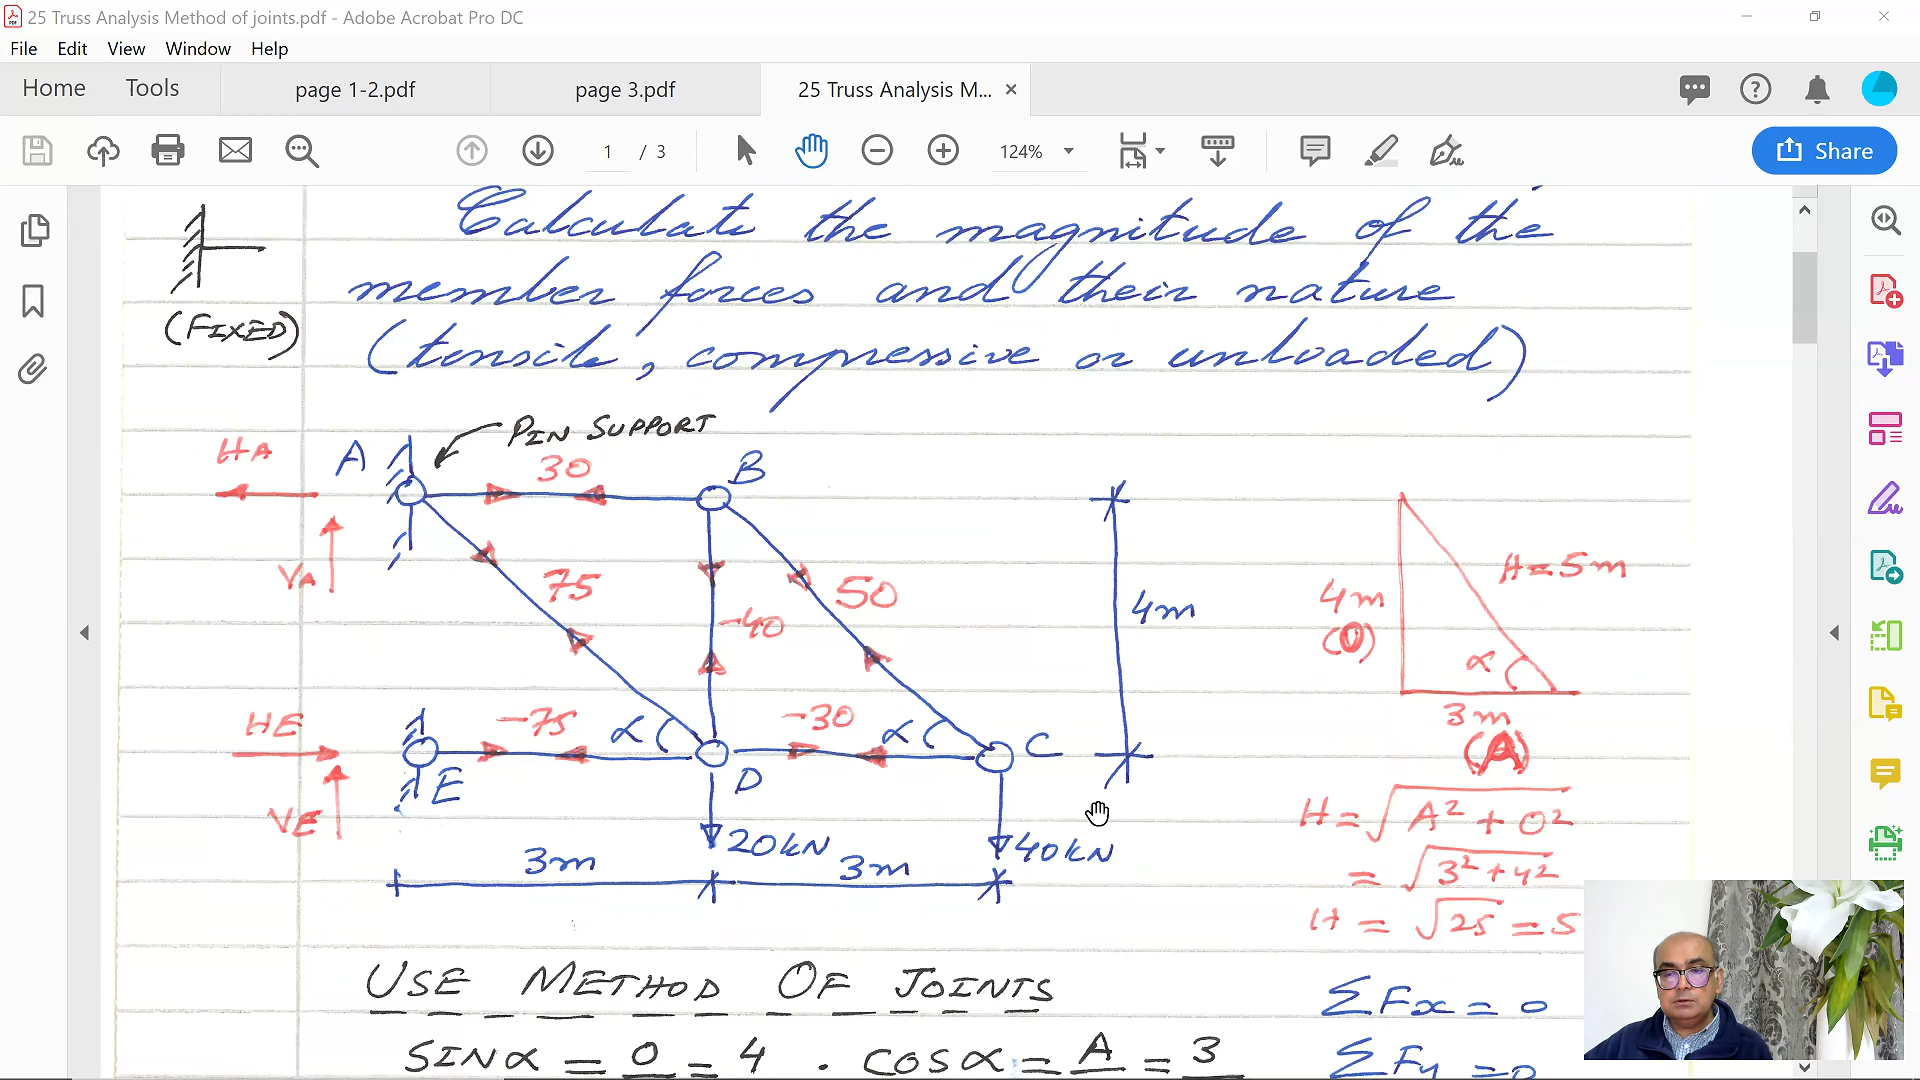 25 Truss Analysis Method of joints.pdf - Adobe Acrobat Pro DC
File Edit View Window Help
Home Tools page 1-2.pdf page 3.pdf 25 Truss Analysis M... ×
1 / 3 124% Share
Calculate the magnitude of the
(FIXED) member forces and their nature
(tensile, compressive or unloaded)
PIN SUPPORT
HA A 30 B
VA 75 -40 50 4m
4m (O) H=5m α
3m (A)
HE -75 α -30 α C
E D
VE 20kN 40kN
3m 3m
H = √A² + O²
= √3² + 4²
H = √25 = 5
USE METHOD OF JOINTS
ΣFx = 0
SINα = O = 4 . COSα = A = 3
ΣFy = 0